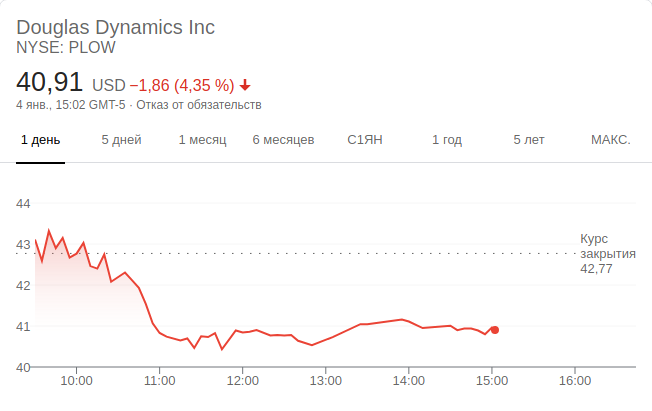 Douglas Dynamics Inc
NYSE: PLOW
40,91 USD −1,86 (4,35 %)
4 янв., 15:02 GMT-5 · Отказ от обязательств
1 день 5 дней 1 месяц 6 месяцев С1ЯН 1 год 5 лет МАКС.
44
43
42
41
40
Курс
закрытия
42,77
10:00 11:00 12:00 13:00 14:00 15:00 16:00